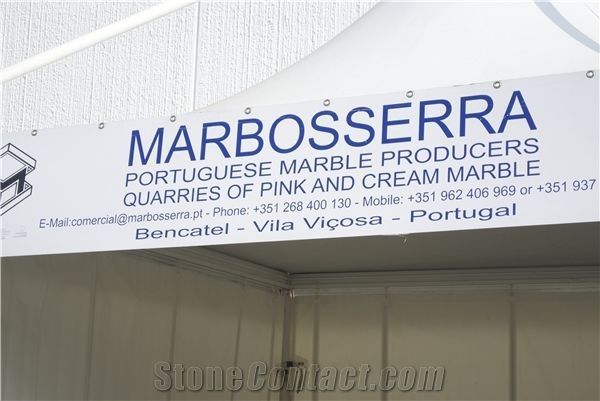 MARBOSSERRA
PORTUGUESE MARBLE PRODUCERS
QUARRIES OF PINK AND CREAM MARBLE
E-Mail:comercial@marbosserra.pt - Phone: +351 268 400 130 - Mobile: +351 962 406 969 or +351 937
Bencatel - Vila Viçosa - Portugal
StoneContact.com